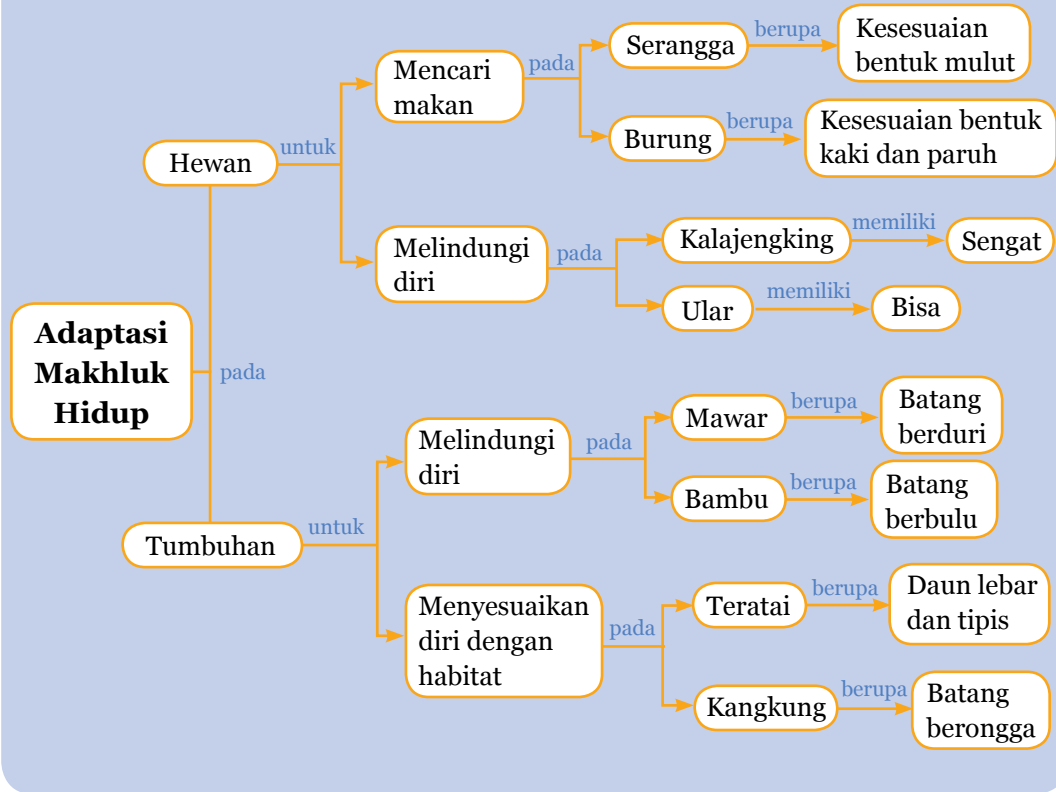 Adaptasi
Makhluk
Hidup
pada
Hewan
untuk
Mencari
makan
pada
Serangga
berupa
Kesesuaian
bentuk mulut
Burung
berupa
Kesesuaian bentuk
kaki dan paruh
Melindungi
diri
pada
Kalajengking
memiliki
Sengat
Ular
memiliki
Bisa
Tumbuhan
untuk
Melindungi
diri
pada
Mawar
berupa
Batang
berduri
Bambu
berupa
Batang
berbulu
Menyesuaikan
diri dengan
habitat
pada
Teratai
berupa
Daun lebar
dan tipis
Kangkung
berupa
Batang
berongga